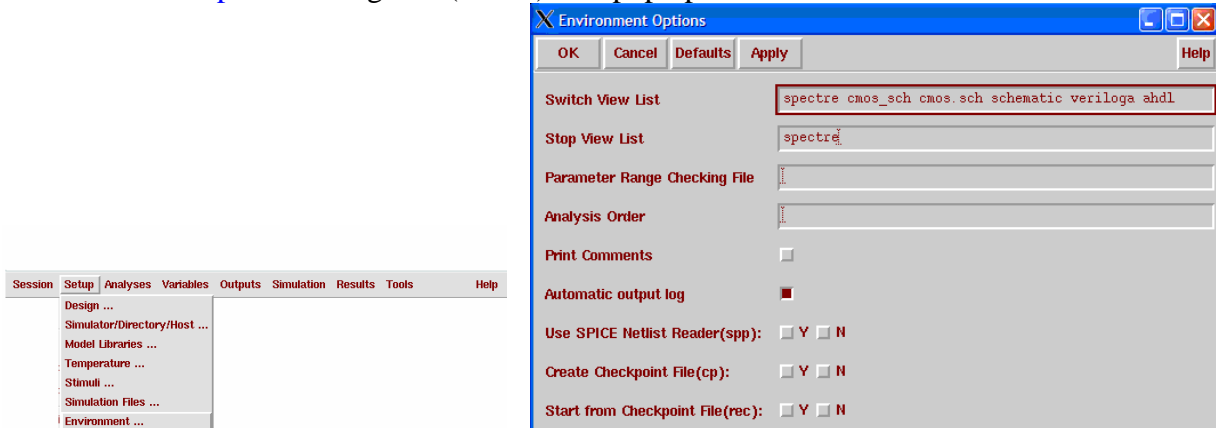 Environment Options
OK Cancel Defaults Apply Help
Switch View List spectre cmos_sch cmos.sch schematic veriloga ahdl
Stop View List spectre
Parameter Range Checking File
Analysis Order
Print Comments
Automatic output log
Use SPICE Netlist Reader(spp): Y N
Create Checkpoint File(cp): Y N
Start from Checkpoint File(rec): Y N
Session Setup Analyses Variables Outputs Simulation Results Tools Help
Design ...
Simulator/Directory/Host ...
Model Libraries ...
Temperature ...
Stimuli ...
Simulation Files ...
Environment ...